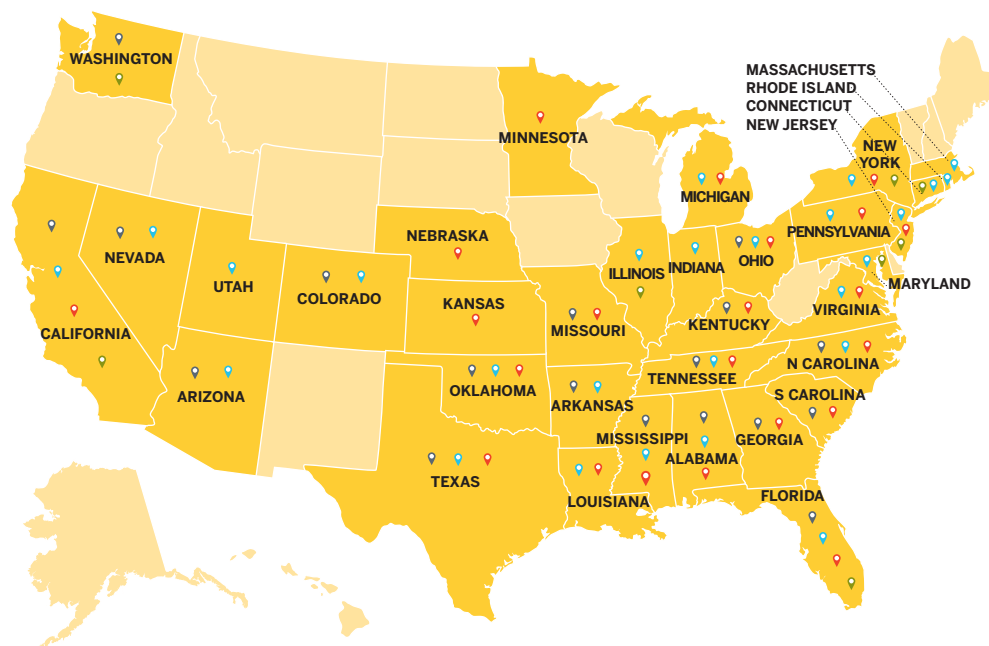 WASHINGTON
MASSACHUSETTS
RHODE ISLAND
CONNECTICUT
NEW JERSEY
MINNESOTA
NEW
YORK
MICHIGAN
NEBRASKA
PENNSYLVANIA
NEVADA
ILLINOIS
INDIANA
OHIO
UTAH
COLORADO
MARYLAND
KANSAS
VIRGINIA
CALIFORNIA
MISSOURI
KENTUCKY
N CAROLINA
ARIZONA
OKLAHOMA
TENNESSEE
ARKANSAS
S CAROLINA
MISSISSIPPI
GEORGIA
ALABAMA
TEXAS
LOUISIANA
FLORIDA